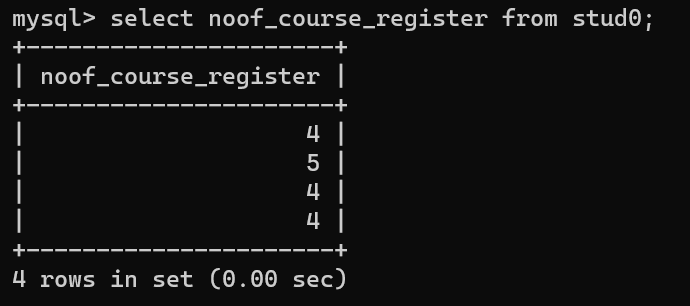 mysql> select noof_course_register from stud0;
+----------------------+
| noof_course_register |
+----------------------+
|                    4 |
|                    5 |
|                    4 |
|                    4 |
+----------------------+
4 rows in set (0.00 sec)